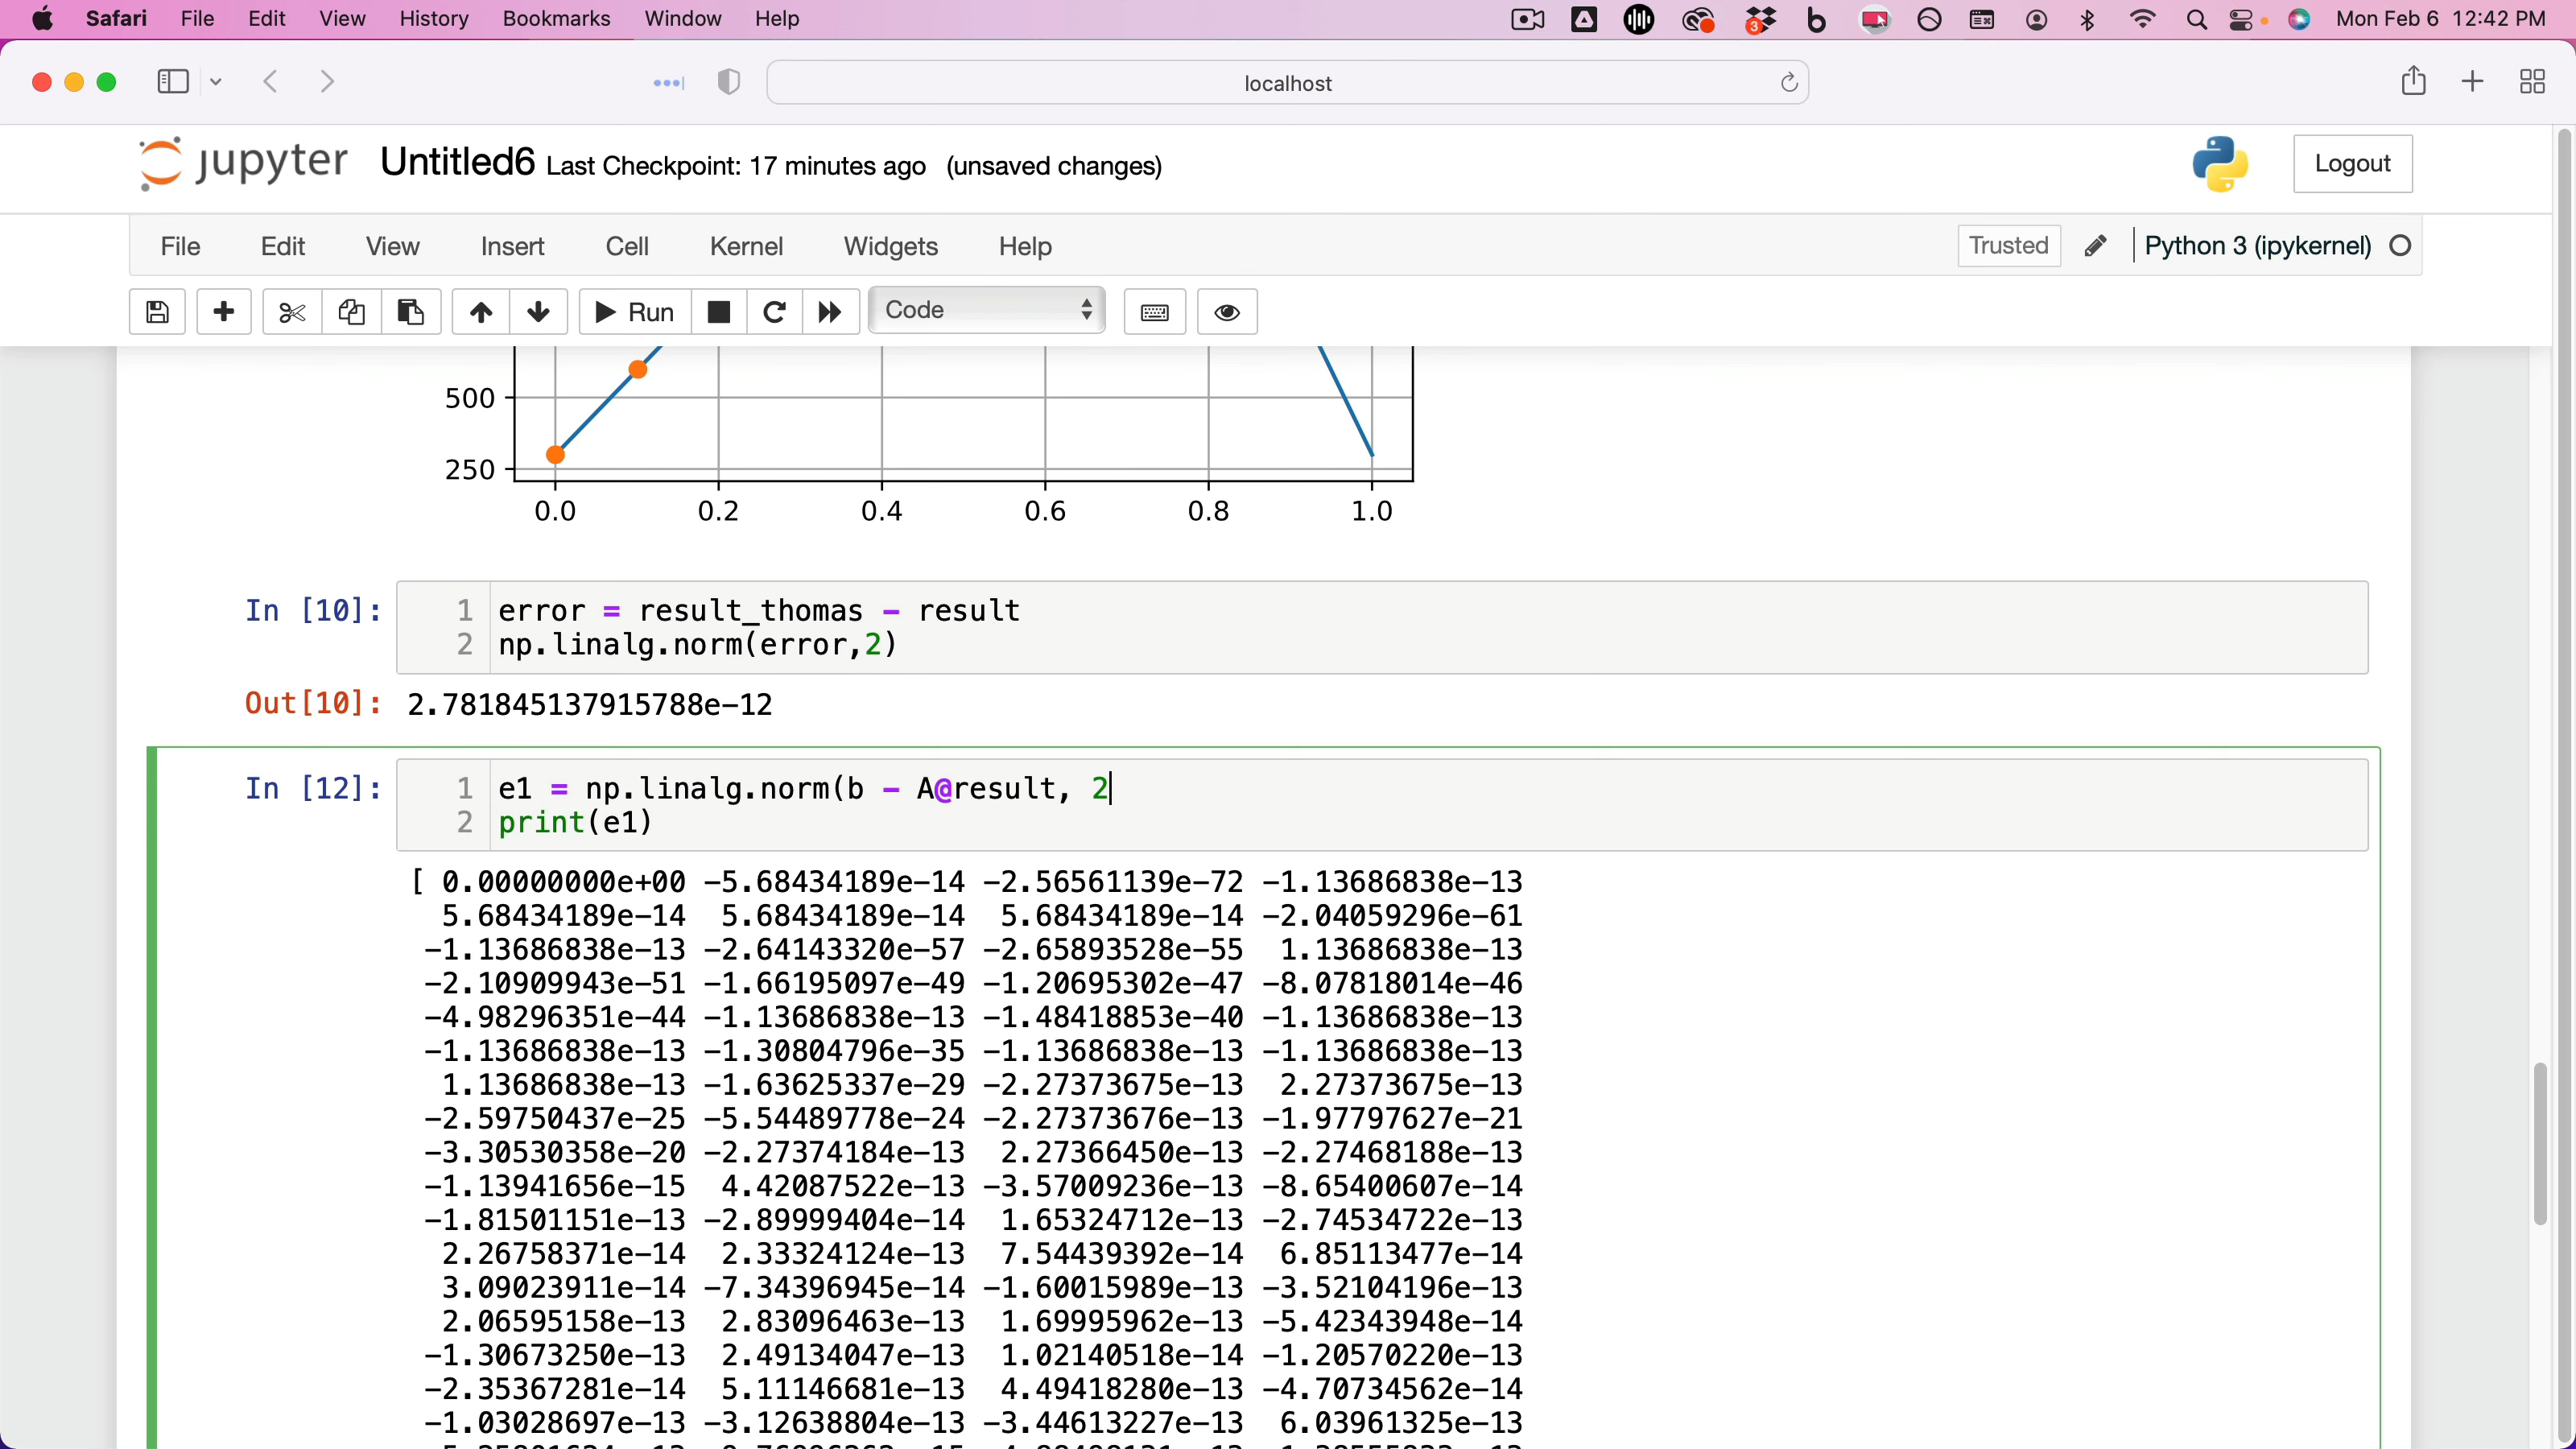 Safari File Edit View History Bookmarks Window Help 3 Mon Feb 6 12:42 PM
localhost
jupyter Untitled6 Last Checkpoint: 17 minutes ago (unsaved changes) Logout
File Edit View Insert Cell Kernel Widgets Help Trusted Python 3 (ipykernel)
Run Code
500
250
0.0 0.2 0.4 0.6 0.8 1.0
In [10]: 1 error = result_thomas - result
2 np.linalg.norm(error,2)
Out[10]: 2.781845137915788e-12
In [12]: 1 e1 = np.linalg.norm(b - A@result, 2
2 print(e1)
[ 0.00000000e+00 -5.68434189e-14 -2.56561139e-72 -1.13686838e-13
5.68434189e-14 5.68434189e-14 5.68434189e-14 -2.04059296e-61
-1.13686838e-13 -2.64143320e-57 -2.65893528e-55 1.13686838e-13
-2.10909943e-51 -1.66195097e-49 -1.20695302e-47 -8.07818014e-46
-4.98296351e-44 -1.13686838e-13 -1.48418853e-40 -1.13686838e-13
-1.13686838e-13 -1.30804796e-35 -1.13686838e-13 -1.13686838e-13
1.13686838e-13 -1.63625337e-29 -2.27373675e-13 2.27373675e-13
-2.59750437e-25 -5.54489778e-24 -2.27373676e-13 -1.97797627e-21
-3.30530358e-20 -2.27374184e-13 2.27366450e-13 -2.27468188e-13
-1.13941656e-15 4.42087522e-13 -3.57009236e-13 -8.65400607e-14
-1.81501151e-13 -2.89999404e-14 1.65324712e-13 -2.74534722e-13
2.26758371e-14 2.33324124e-13 7.54439392e-14 6.85113477e-14
3.09023911e-14 -7.34396945e-14 -1.60015989e-13 -3.52104196e-13
2.06595158e-13 2.83096463e-13 1.69995962e-13 -5.42343948e-14
-1.30673250e-13 2.49134047e-13 1.02140518e-14 -1.20570220e-13
-2.35367281e-14 5.11146681e-13 4.49418280e-13 -4.70734562e-14
-1.03028697e-13 -3.12638804e-13 -3.44613227e-13 6.03961325e-13